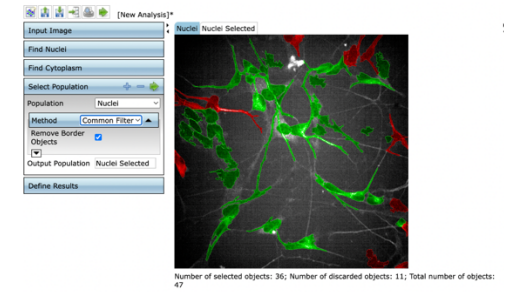 [New Analysis]*
Input Image
Find Nuclei
Find Cytoplasm
Select Population
Population Nuclei
Method Common Filter
Remove Border
Objects
Output Population Nuclei Selected
Define Results
Nuclei Nuclei Selected
Number of selected objects: 36; Number of discarded objects: 11; Total number of objects:
47